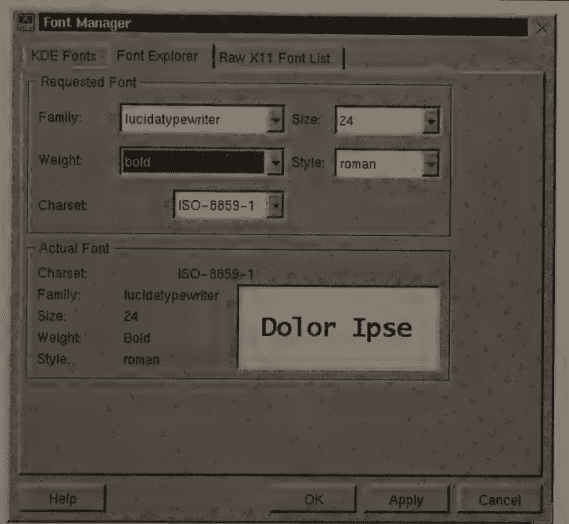 Font Manager
KDE Fonts Font Explorer Raw X11 Font List
Requested Font
Family: lucidatypewriter Size: 24
Weight: bold Style: roman
Charset: ISO-8859-1
Actual Font
Charset: ISO-8859-1
Family: lucidatypewriter
Size: 24
Weight: Bold
Style: roman
Dolor Ipse
Help OK Apply Cancel